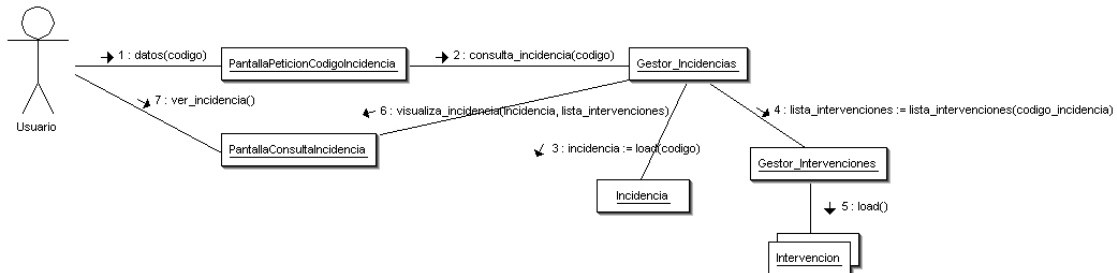 1 : datos(codigo)
PantallaPeticionCodigoIncidencia
2 : consulta_incidencia(codigo)
Gestor_Incidencias
7 : ver_incidencia()
6 : visualiza_incidencia(incidencia, lista_intervenciones)
4 : lista_intervenciones := lista_intervenciones(codigo_incidencia)
Usuario
PantallaConsultaIncidencia
3 : incidencia := load(codigo)
Gestor_Intervenciones
Incidencia
5 : load()
Intervencion